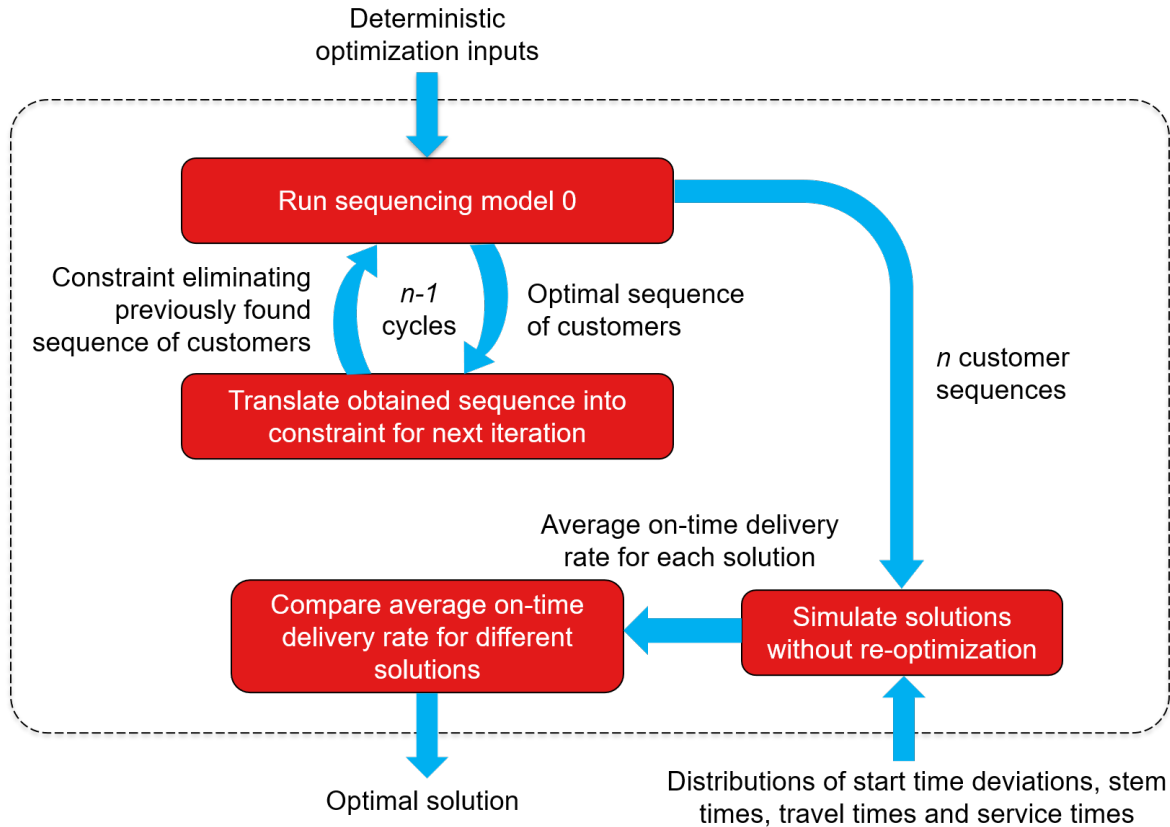 Deterministic
optimization inputs
Run sequencing model 0
Constraint eliminating
previously found
sequence of customers
n-1
cycles
Optimal sequence
of customers
n customer
sequences
Translate obtained sequence into
constraint for next iteration
Average on-time delivery
rate for each solution
Compare average on-time
delivery rate for different
solutions
Simulate solutions
without re-optimization
Optimal solution
Distributions of start time deviations, stem
times, travel times and service times